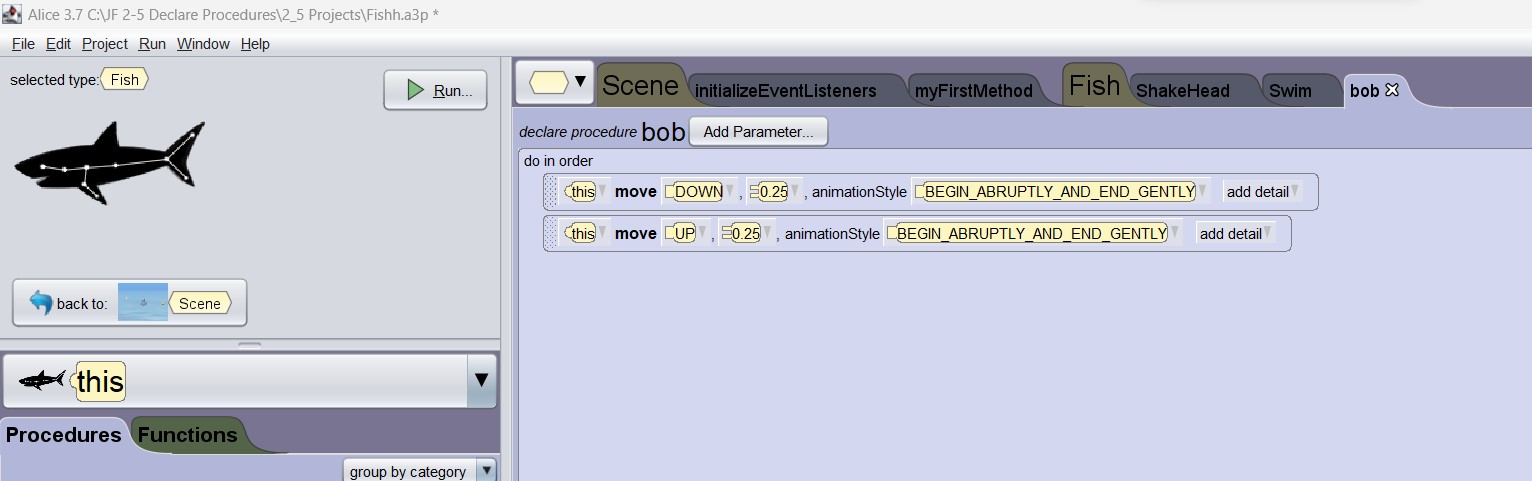 Alice 3.7 C:\JF 2-5 Declare Procedures\2_5 Projects\Fishh.a3p *
File Edit Project Run Window Help
selected type: Fish
Run...
back to: Scene
this
Procedures Functions
group by category
Scene initializeEventListeners myFirstMethod Fish ShakeHead Swim bob
declare procedure bob Add Parameter...
do in order
this move DOWN , 0.25 , animationStyle BEGIN_ABRUPTLY_AND_END_GENTLY add detail
this move UP , 0.25 , animationStyle BEGIN_ABRUPTLY_AND_END_GENTLY add detail